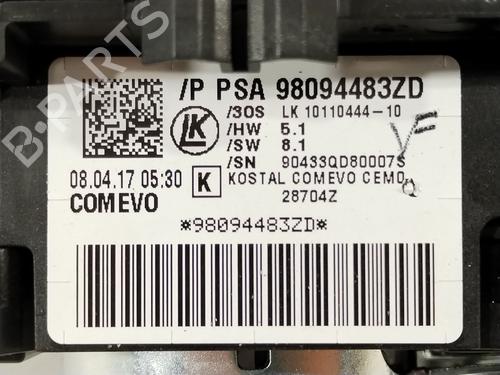 /P PSA 98094483ZD
/3OS LK 10110444-10
/HW 5.1
/SW 8.1
/SN 90433QD80007S
08.04.17 05:30 K KOSTAL COMEVO CEMO
COMEVO 28704Z
*98094483ZD*
B-PARTS